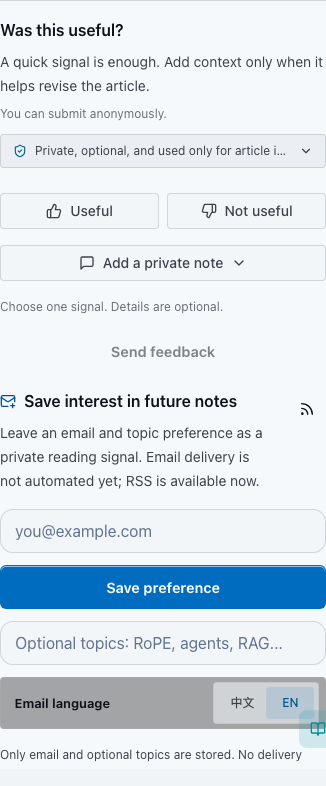 Was this useful?
A quick signal is enough. Add context only when it
helps revise the article.
You can submit anonymously.
Private, optional, and used only for article i...
Useful
Not useful
Add a private note
Choose one signal. Details are optional.
Send feedback
Save interest in future notes
Leave an email and topic preference as a
private reading signal. Email delivery is
not automated yet; RSS is available now.
you@example.com
Save preference
Optional topics: RoPE, agents, RAG...
Email language
中文
EN
Only email and optional topics are stored. No delivery